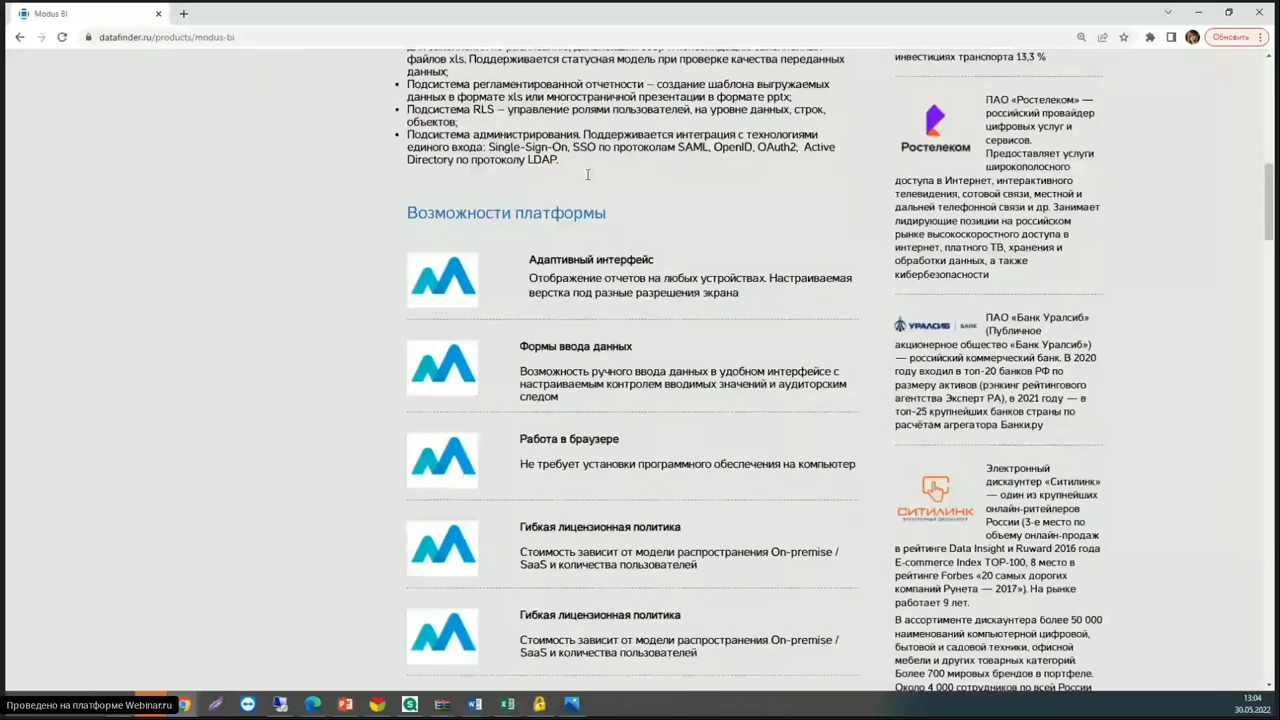 Modus BI
datafinder.ru/products/modus-bi
Обновить
файлов xls. Поддерживается статусная модель при проверке качества переданных
данных;
Подсистема регламентированной отчетности – создание шаблона выгружаемых
данных в формате xls или многостраничной презентации в формате pptx;
Подсистема RLS – управление ролями пользователей, на уровне данных, строк,
объектов;
Подсистема администрирования. Поддерживается интеграция с технологиями
единого входа: Single-Sign-On, SSO по протоколам SAML, OpenID, OAuth2; Active
Directory по протоколу LDAP.
Возможности платформы
Адаптивный интерфейс
Отображение отчетов на любых устройствах. Настраиваемая
верстка под разные разрешения экрана
Формы ввода данных
Возможность ручного ввода данных в удобном интерфейсе с
настраиваемым контролем вводимых значений и аудиторским
следом
Работа в браузере
Не требует установки программного обеспечения на компьютер
Гибкая лицензионная политика
Стоимость зависит от модели распространения On-premise /
SaaS и количества пользователей
Гибкая лицензионная политика
Стоимость зависит от модели распространения On-premise /
SaaS и количества пользователей
инвестициях транспорта 13,3 %
Ростелеком
ПАО «Ростелеком» —
российский провайдер
цифровых услуг и
сервисов.
Предоставляет услуги
широкополосного
доступа в Интернет, интерактивного
телевидения, сотовой связи, местной и
дальней телефонной связи и др. Занимает
лидирующие позиции на российском
рынке высокоскоростного доступа в
интернет, платного ТВ, хранения и
обработки данных, а также
кибербезопасности
УРАЛСИБ | БАНК
ПАО «Банк Уралсиб»
(Публичное
акционерное общество «Банк Уралсиб»)
— российский коммерческий банк. В 2020
году входил в топ-20 банков РФ по
размеру активов (рэнкинг рейтингового
агентства Эксперт РА), в 2021 году — в
топ-25 крупнейших банков страны по
расчётам агрегатора Банки.ру
СИТИЛИНК
ЭЛЕКТРОННЫЙ ДИСКАУНТЕР
Электронный
дискаунтер «Ситилинк»
— один из крупнейших
онлайн-ритейлеров
России (3-е место по
объему онлайн-продаж
в рейтинге Data Insight и Ruward 2016 года
E-commerce Index TOP-100, 8 место в
рейтинге Forbes «20 самых дорогих
компаний Рунета — 2017»). На рынке
работает 9 лет.
В ассортименте дискаунтера более 50 000
наименований компьютерной цифровой,
бытовой и садовой техники, офисной
мебели и других товарных категорий.
Более 700 мировых брендов в портфеле.
Около 4 000 сотрудников по всей России
Проведено на платформе Webinar.ru
13:04
30.05.2022